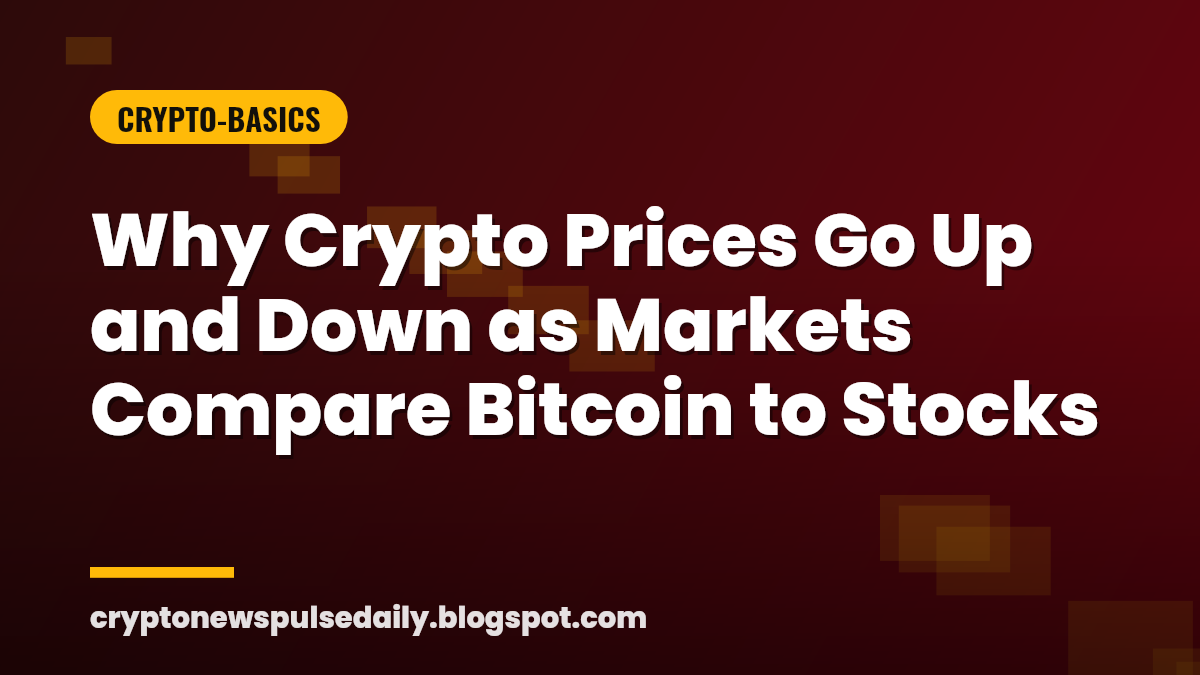 CRYPTO-BASICS
Why Crypto Prices Go Up
and Down as Markets
Compare Bitcoin to Stocks
cryptonewspulsedaily.blogspot.com